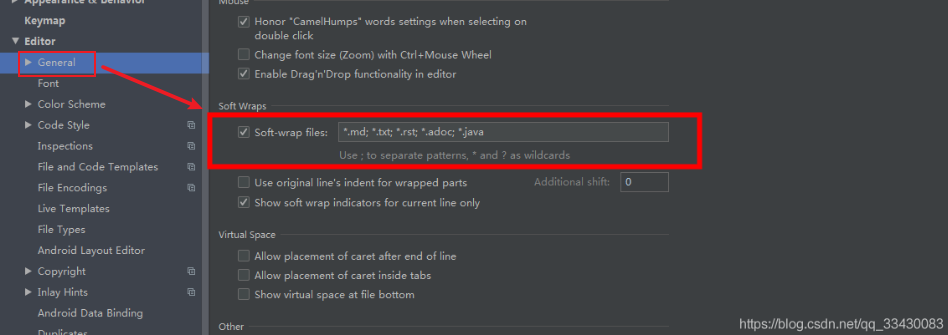 Appearance & Behavior
Keymap
Editor
General
Font
Color Scheme
Code Style
Inspections
File and Code Templates
File Encodings
Live Templates
File Types
Android Layout Editor
Copyright
Inlay Hints
Android Data Binding
Duplicates
Mouse
Honor "CamelHumps" words settings when selecting on
double click
Change font size (Zoom) with Ctrl+Mouse Wheel
Enable Drag'n'Drop functionality in editor
Soft Wraps
Soft-wrap files: *.md; *.txt; *.rst; *.adoc; *.java
Use ; to separate patterns, * and ? as wildcards
Use original line's indent for wrapped parts Additional shift: 0
Show soft wrap indicators for current line only
Virtual Space
Allow placement of caret after end of line
Allow placement of caret inside tabs
Show virtual space at file bottom
Other
https://blog.csdn.net/qq_33430083